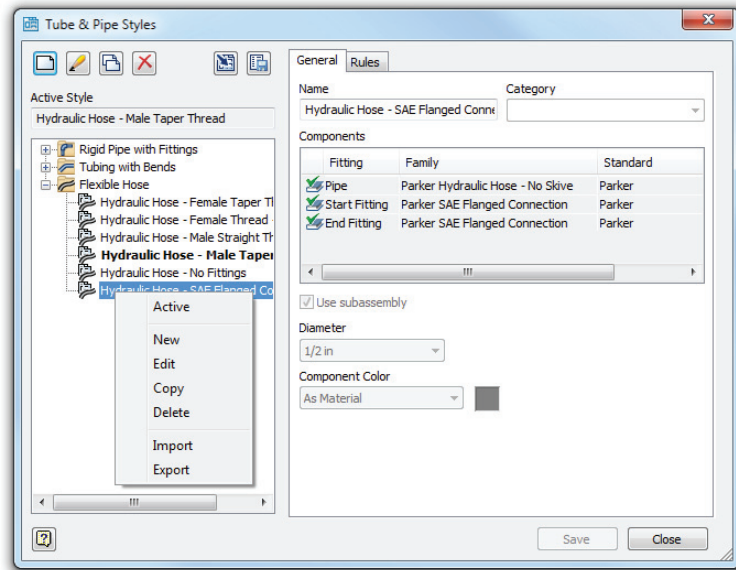 Tube & Pipe Styles
General
Rules
Active Style
Hydraulic Hose - Male Taper Thread
Rigid Pipe with Fittings
Tubing with Bends
Flexible Hose
Hydraulic Hose - Female Taper Tl
Hydraulic Hose - Female Thread -
Hydraulic Hose - Male Straight Th
Hydraulic Hose - Male Taper
Hydraulic Hose - No Fittings
Hydraulic Hose - SAE Flanged Co
Active
New
Edit
Copy
Delete
Import
Export
Name
Category
Hydraulic Hose - SAE Flanged Conne
Components
Fitting Family Standard
Pipe Parker Hydraulic Hose - No Skive Parker
Start Fitting Parker SAE Flanged Connection Parker
End Fitting Parker SAE Flanged Connection Parker
Use subassembly
Diameter
1/2 in
Component Color
As Material
Save
Close